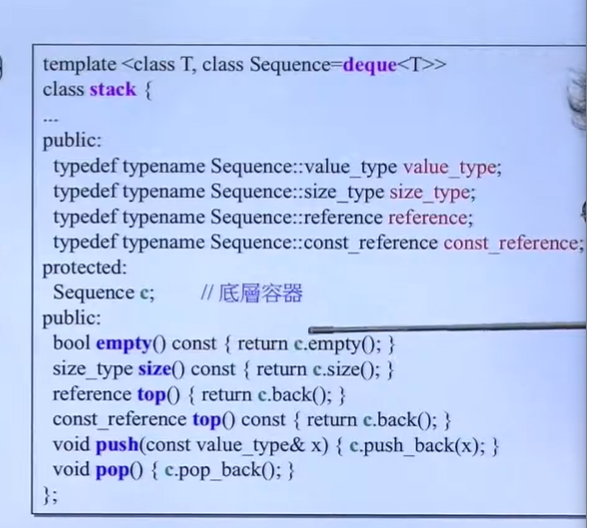 template <class T, class Sequence=deque<T>>
class stack {
...
public:
typedef typename Sequence::value_type value_type;
typedef typename Sequence::size_type size_type;
typedef typename Sequence::reference reference;
typedef typename Sequence::const_reference const_reference;
protected:
Sequence c; // 底層容器
public:
bool empty() const { return c.empty(); }
size_type size() const { return c.size(); }
reference top() { return c.back(); }
const_reference top() const { return c.back(); }
void push(const value_type& x) { c.push_back(x); }
void pop() { c.pop_back(); }
};